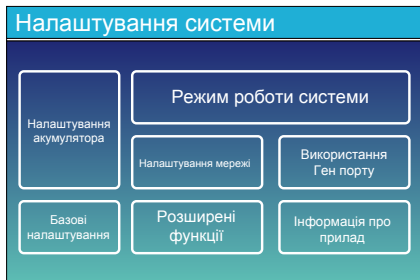 Налаштування системи
Налаштування
акумулятора
Режим роботи системи
Налаштування мережі
Використання
Ген порту
Базові
налаштування
Розширені
функції
Інформація про
прилад